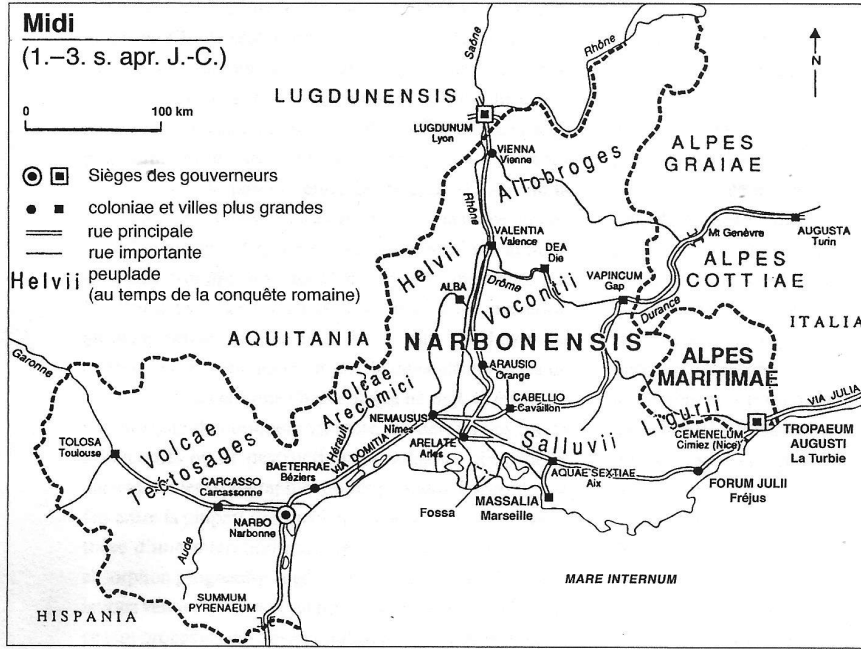 Midi
(1.–3. s. apr. J.-C.)
0 100 km
Sièges des gouverneurs
coloniae et villes plus grandes
rue principale
rue importante
Helvii peuplade
(au temps de la conquête romaine)
N
Saône
Rhône
LUGDUNENSIS
LUGDUNUM
Lyon
VIENNA
Vienne
Allobroges
ALPES
GRAIAE
Rhône
VALENTIA
Valence
Helvii
DEA
Die
Mt Genèvre
AUGUSTA
Turin
ALPES
COTTIAE
VAPINCUM
Gap
Drôme
Vocontii
ALBA
Durance
ITALIA
AQUITANIA
NARBONENSIS
ALPES
MARITIMAE
Garonne
ARAUSIO
Orange
Volcae
Arecomici
CABELLIO
Cavaillon
VIA JULIA
NEMAUSUS
Nîmes
Ligurii
Salluvii
CEMENELUM
Cimiez (Nice)
TROPAEUM
AUGUSTI
La Turbie
TOLOSA
Toulouse
Volcae
Tectosages
Hérault
VIA DOMITIA
ARELATE
Arles
BAETERRAE
Béziers
AQUAE SEXTIAE
Aix
CARCASSO
Carcassonne
Fossa
MASSALIA
Marseille
FORUM JULII
Fréjus
NARBO
Narbonne
Aude
MARE INTERNUM
SUMMUM
PYRENAEUM
HISPANIA